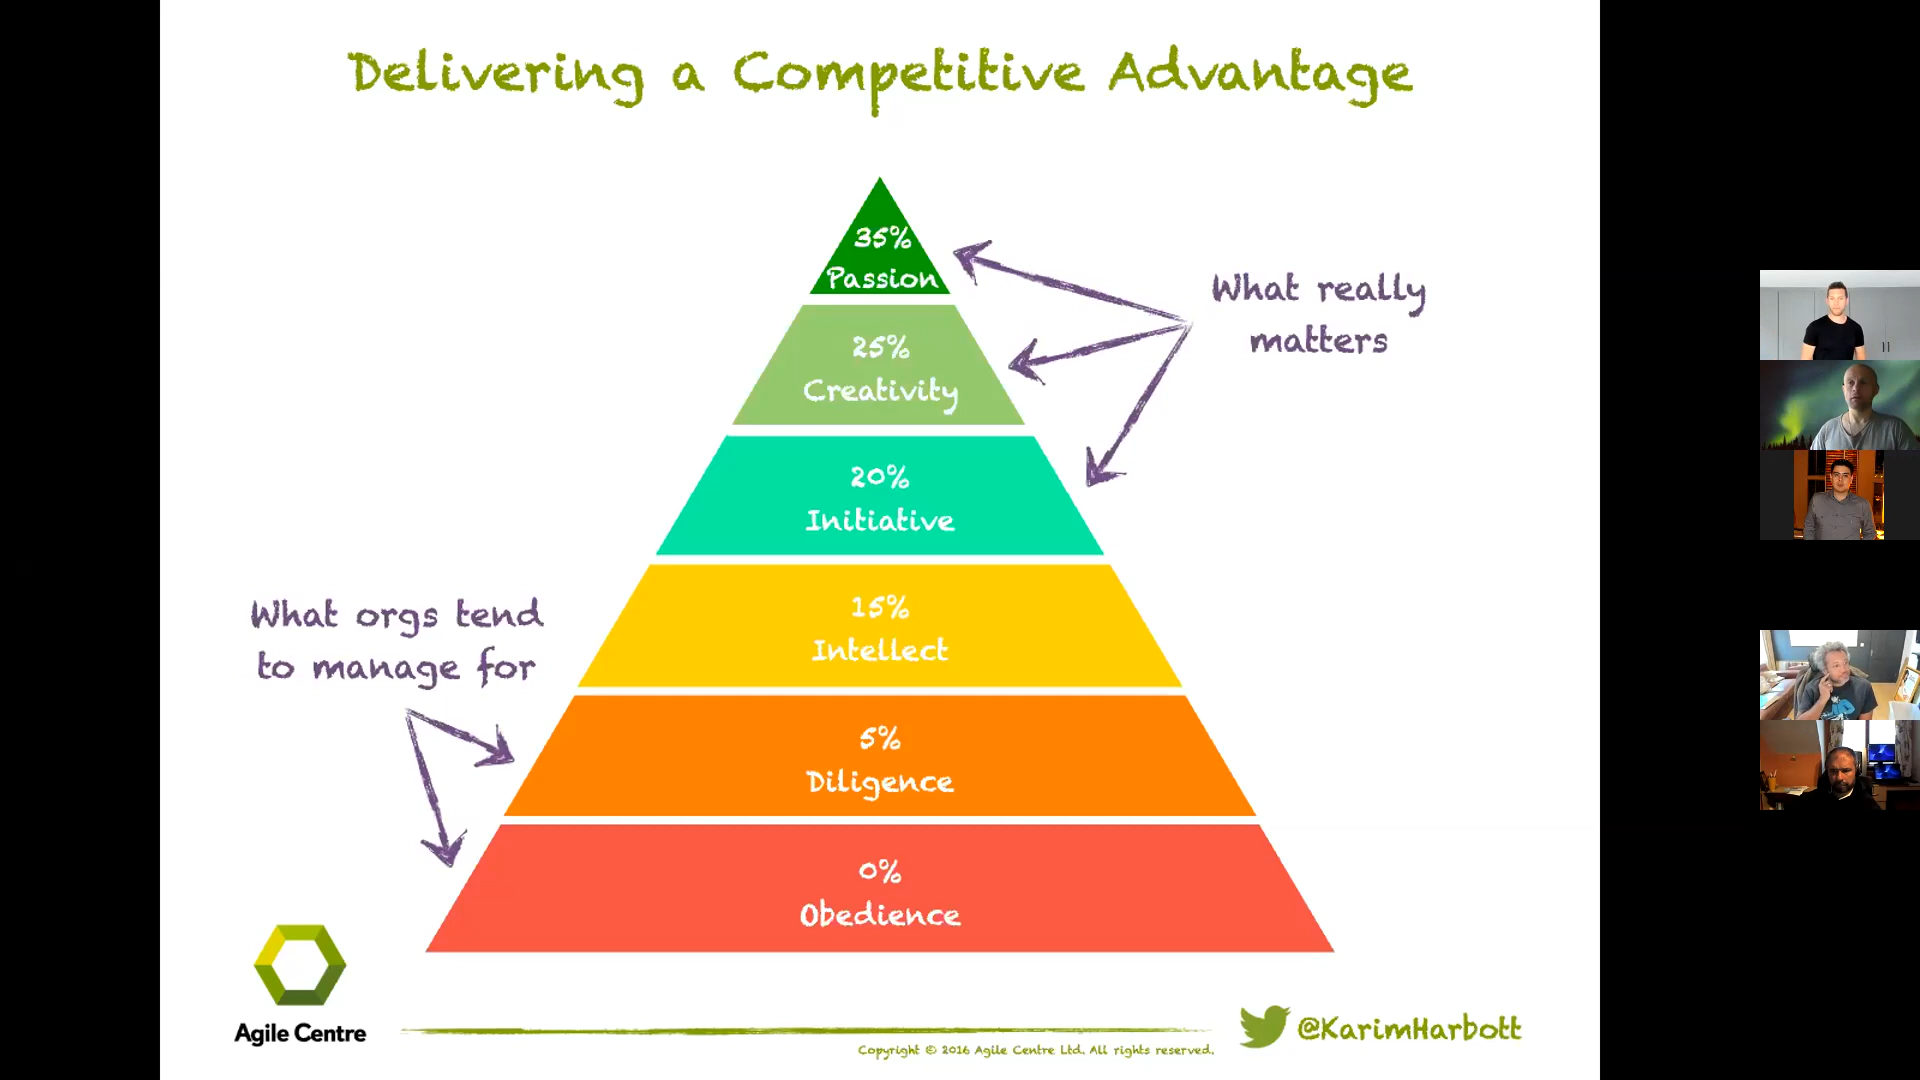 Delivering a Competitive Advantage
35%
Passion
What really
matters
25%
Creativity
20%
Initiative
What orgs tend
to manage for
15%
Intellect
5%
Diligence
0%
Obedience
Agile Centre
@KarimHarbott
Copyright © 2016 Agile Centre Ltd. All rights reserved.